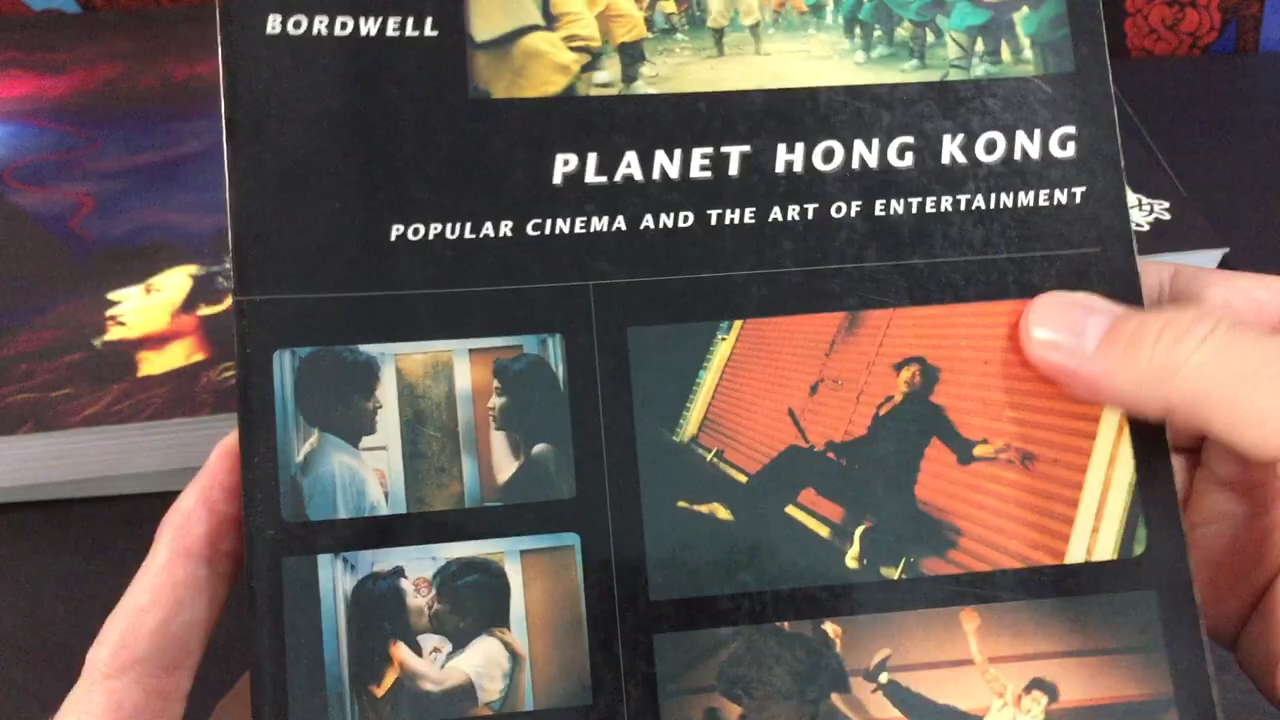 BORDWELL
PLANET HONG KONG
POPULAR CINEMA AND THE ART OF ENTERTAINMENT